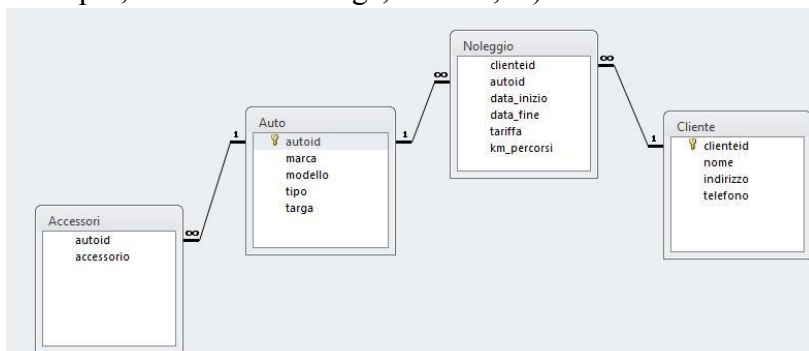 Noleggio
clienteid
autoid
data_inizio
data_fine
tariffa
km_percorsi
∞
∞
Auto
autoid
marca
modello
tipo
targa
1
1
Cliente
clienteid
nome
indirizzo
telefono
1
Accessori
autoid
accessorio
∞